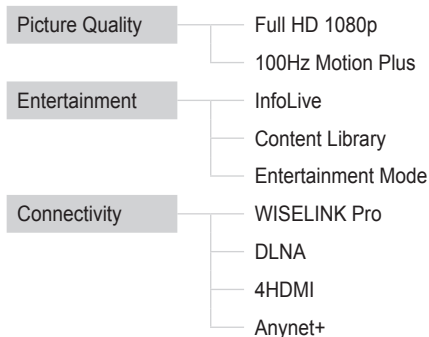 Picture Quality
Full HD 1080p
100Hz Motion Plus
Entertainment
InfoLive
Content Library
Entertainment Mode
Connectivity
WISELINK Pro
DLNA
4HDMI
Anynet+